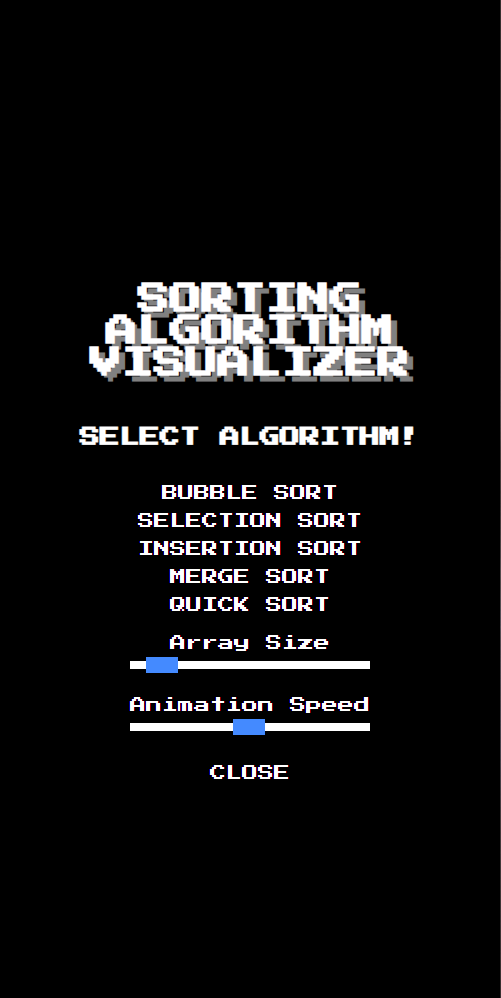 SORTING
ALGORITHM
VISUALIZER
SELECT ALGORITHM!
BUBBLE SORT
SELECTION SORT
INSERTION SORT
MERGE SORT
QUICK SORT
Array Size
Animation Speed
CLOSE